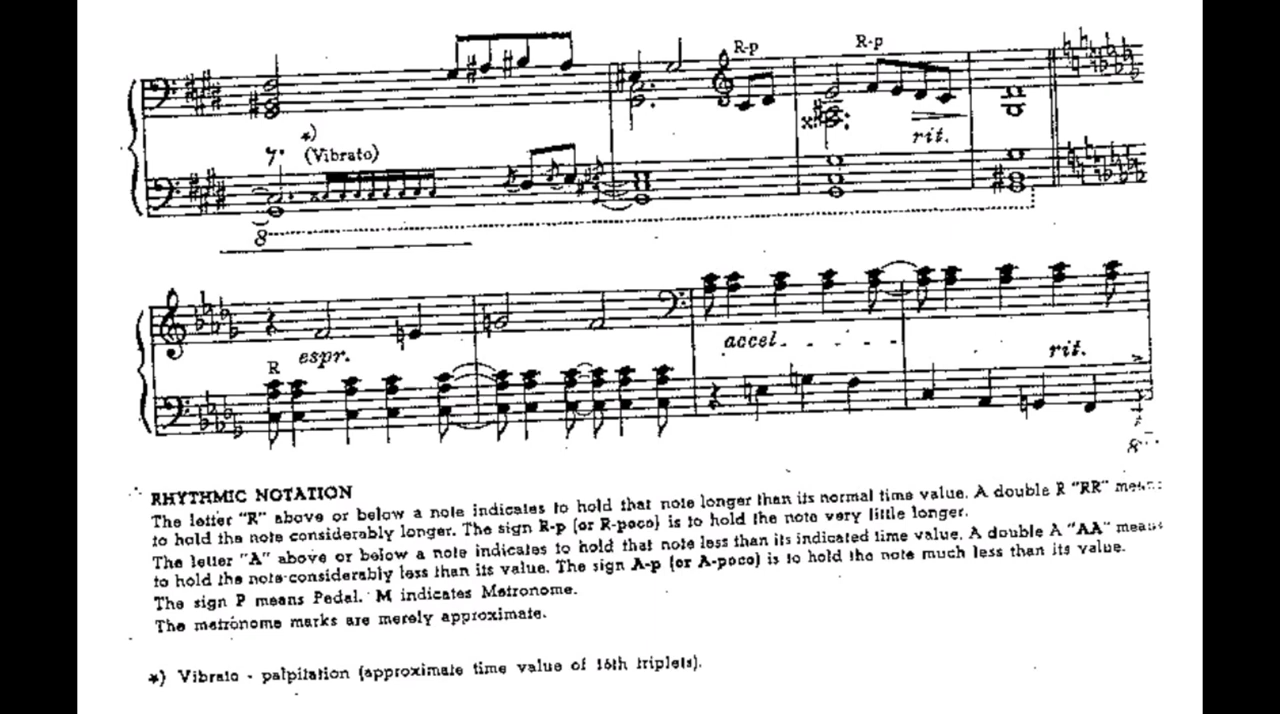 R-p
R-p
*)
(Vibrato)
rit.
8
espr.
R
accel.
rit.
8
RHYTHMIC NOTATION
The letter "R" above or below a note indicates to hold that note longer than its normal time value. A double R "RR" means
to hold the note considerably longer. The sign R-p (or R-poco) is to hold the note very little longer.
The letter "A" above or below a note indicates to hold that note less than its indicated time value. A double A "AA" means
to hold the note considerably less than its value. The sign A-p (or A-poco) is to hold the note much less than its value.
The sign P means Pedal. M indicates Metronome.
The metronome marks are merely approximate.
*) Vibrato - palpitation (approximate time value of 16th triplets).